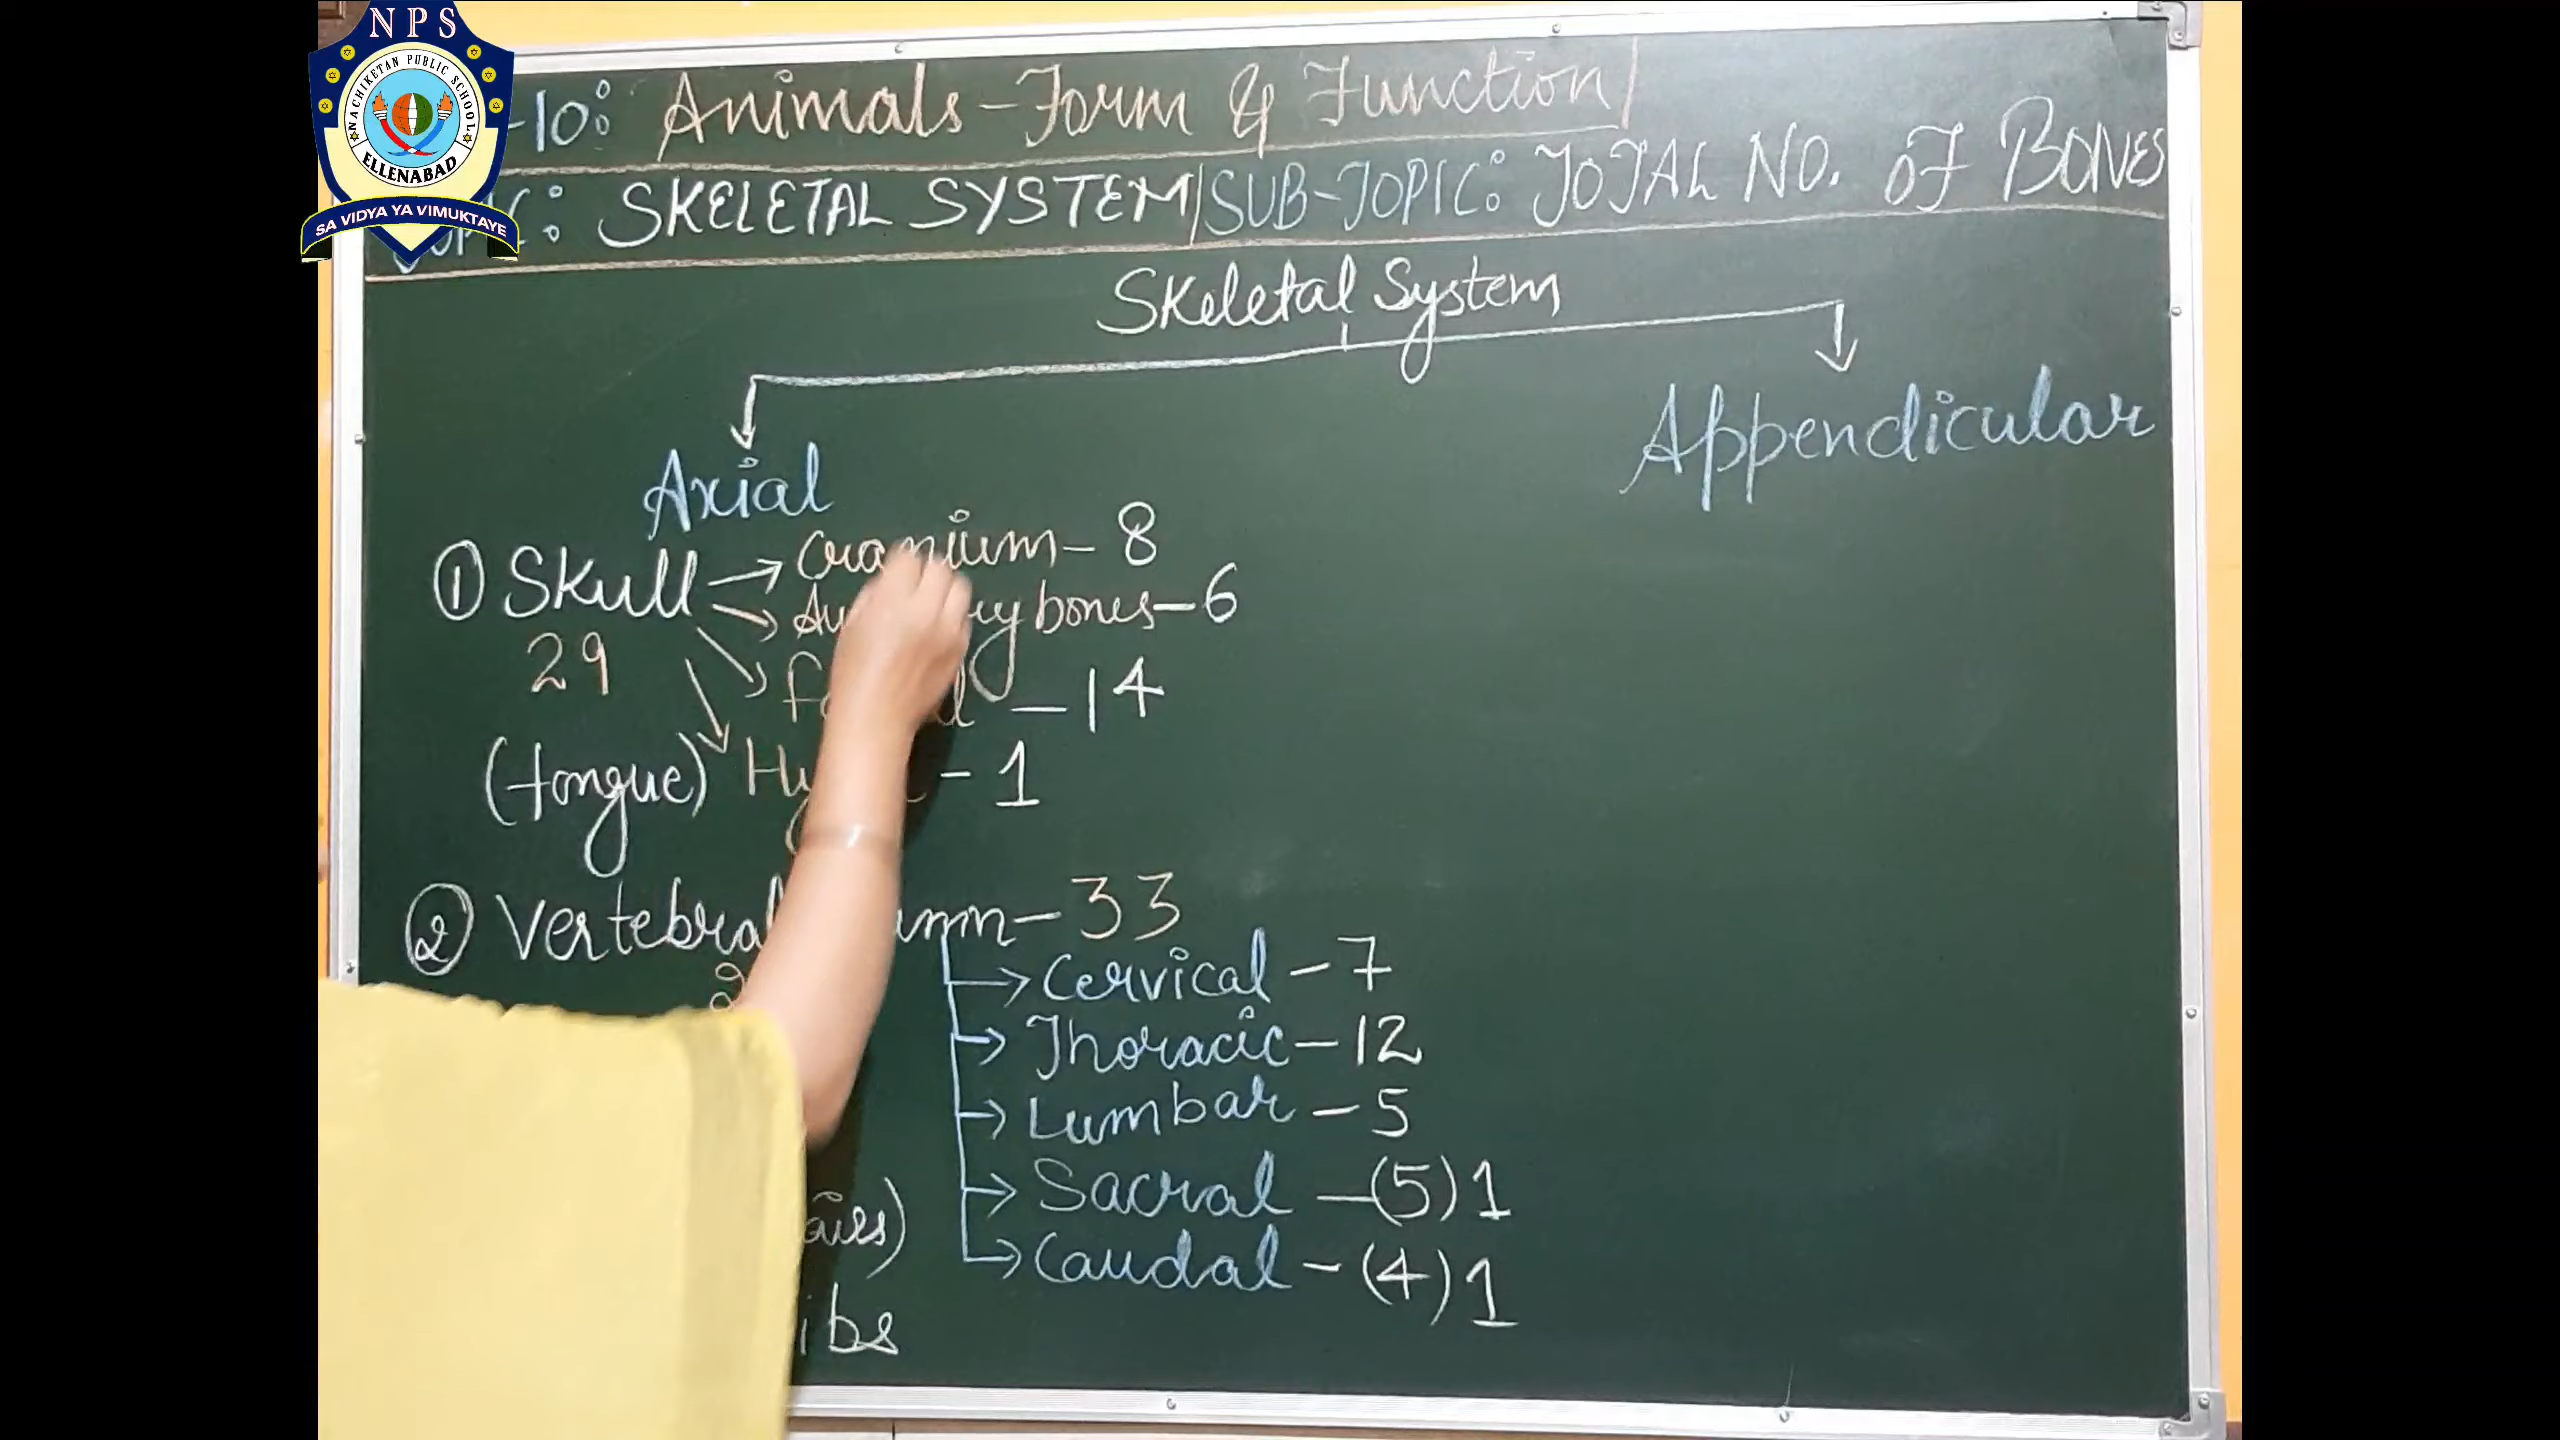 NPS
NACHIKETAN PUBLIC SCHOOL
ELLENABAD
SA VIDYA YA VIMUKTAYE
-10: Animals - Form & Function
SKELETAL SYSTEM / SUB-TOPIC: TOTAL NO. OF BONES
Skeletal System
Axial
Appendicular
① Skull → Cranium - 8
bones - 6
29
- 14
(tongue) - 1
② Vertebral - 33
Cervical - 7
Thoracic - 12
Lumbar - 5
Sacral - (5) 1
Caudal - (4) 1